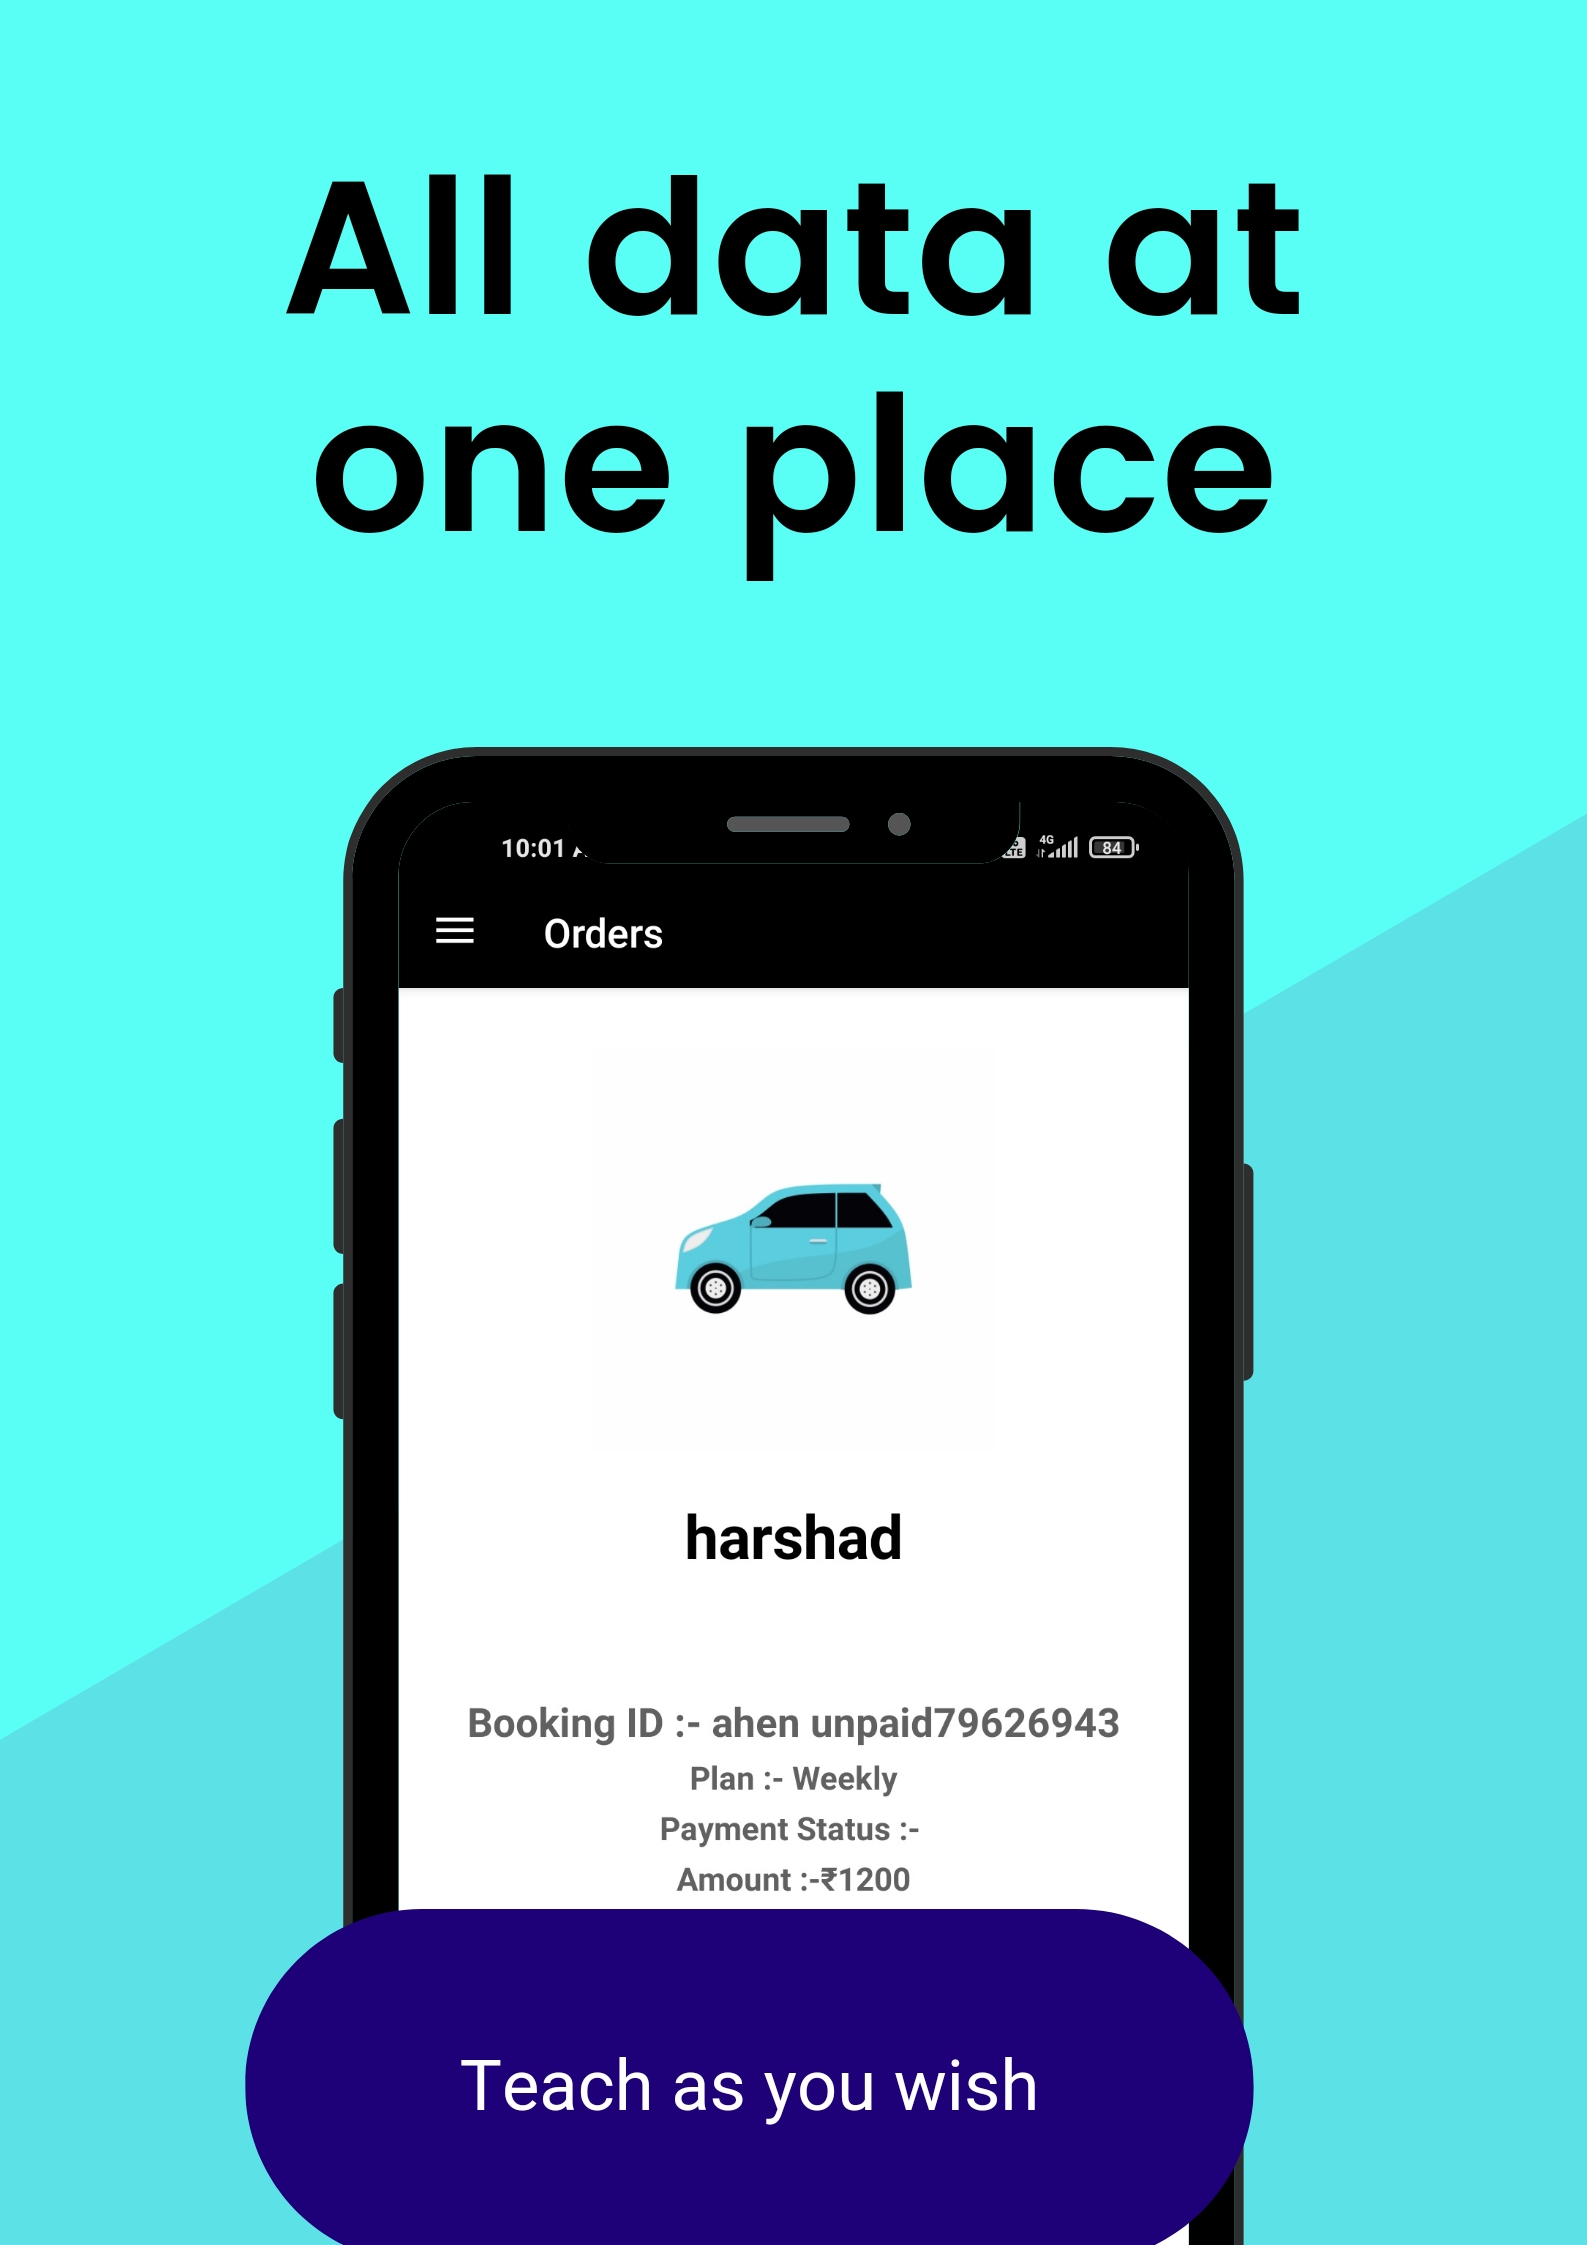 All data at
one place
10:01
4G
84
Orders
harshad
Booking ID :- ahen unpaid79626943
Plan :- Weekly
Payment Status :-
Amount :-₹1200
Teach as you wish